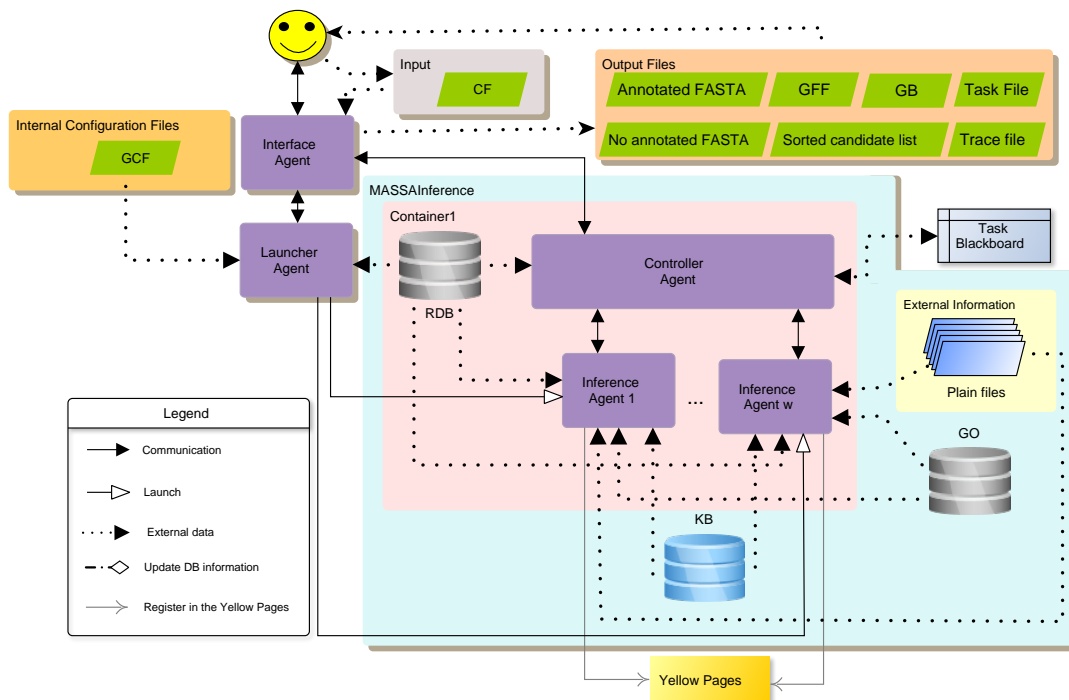 Input
CF
Output Files
Annotated FASTA
GFF
GB
Task File
No annotated FASTA
Sorted candidate list
Trace file
Internal Configuration Files
GCF
Interface
Agent
MASSAInference
Container1
Launcher
Agent
RDB
Controller
Agent
Task
Blackboard
External Information
Plain files
Inference
Agent 1
...
Inference
Agent w
GO
KB
Legend
Communication
Launch
External data
Update DB information
Register in the Yellow Pages
Yellow Pages